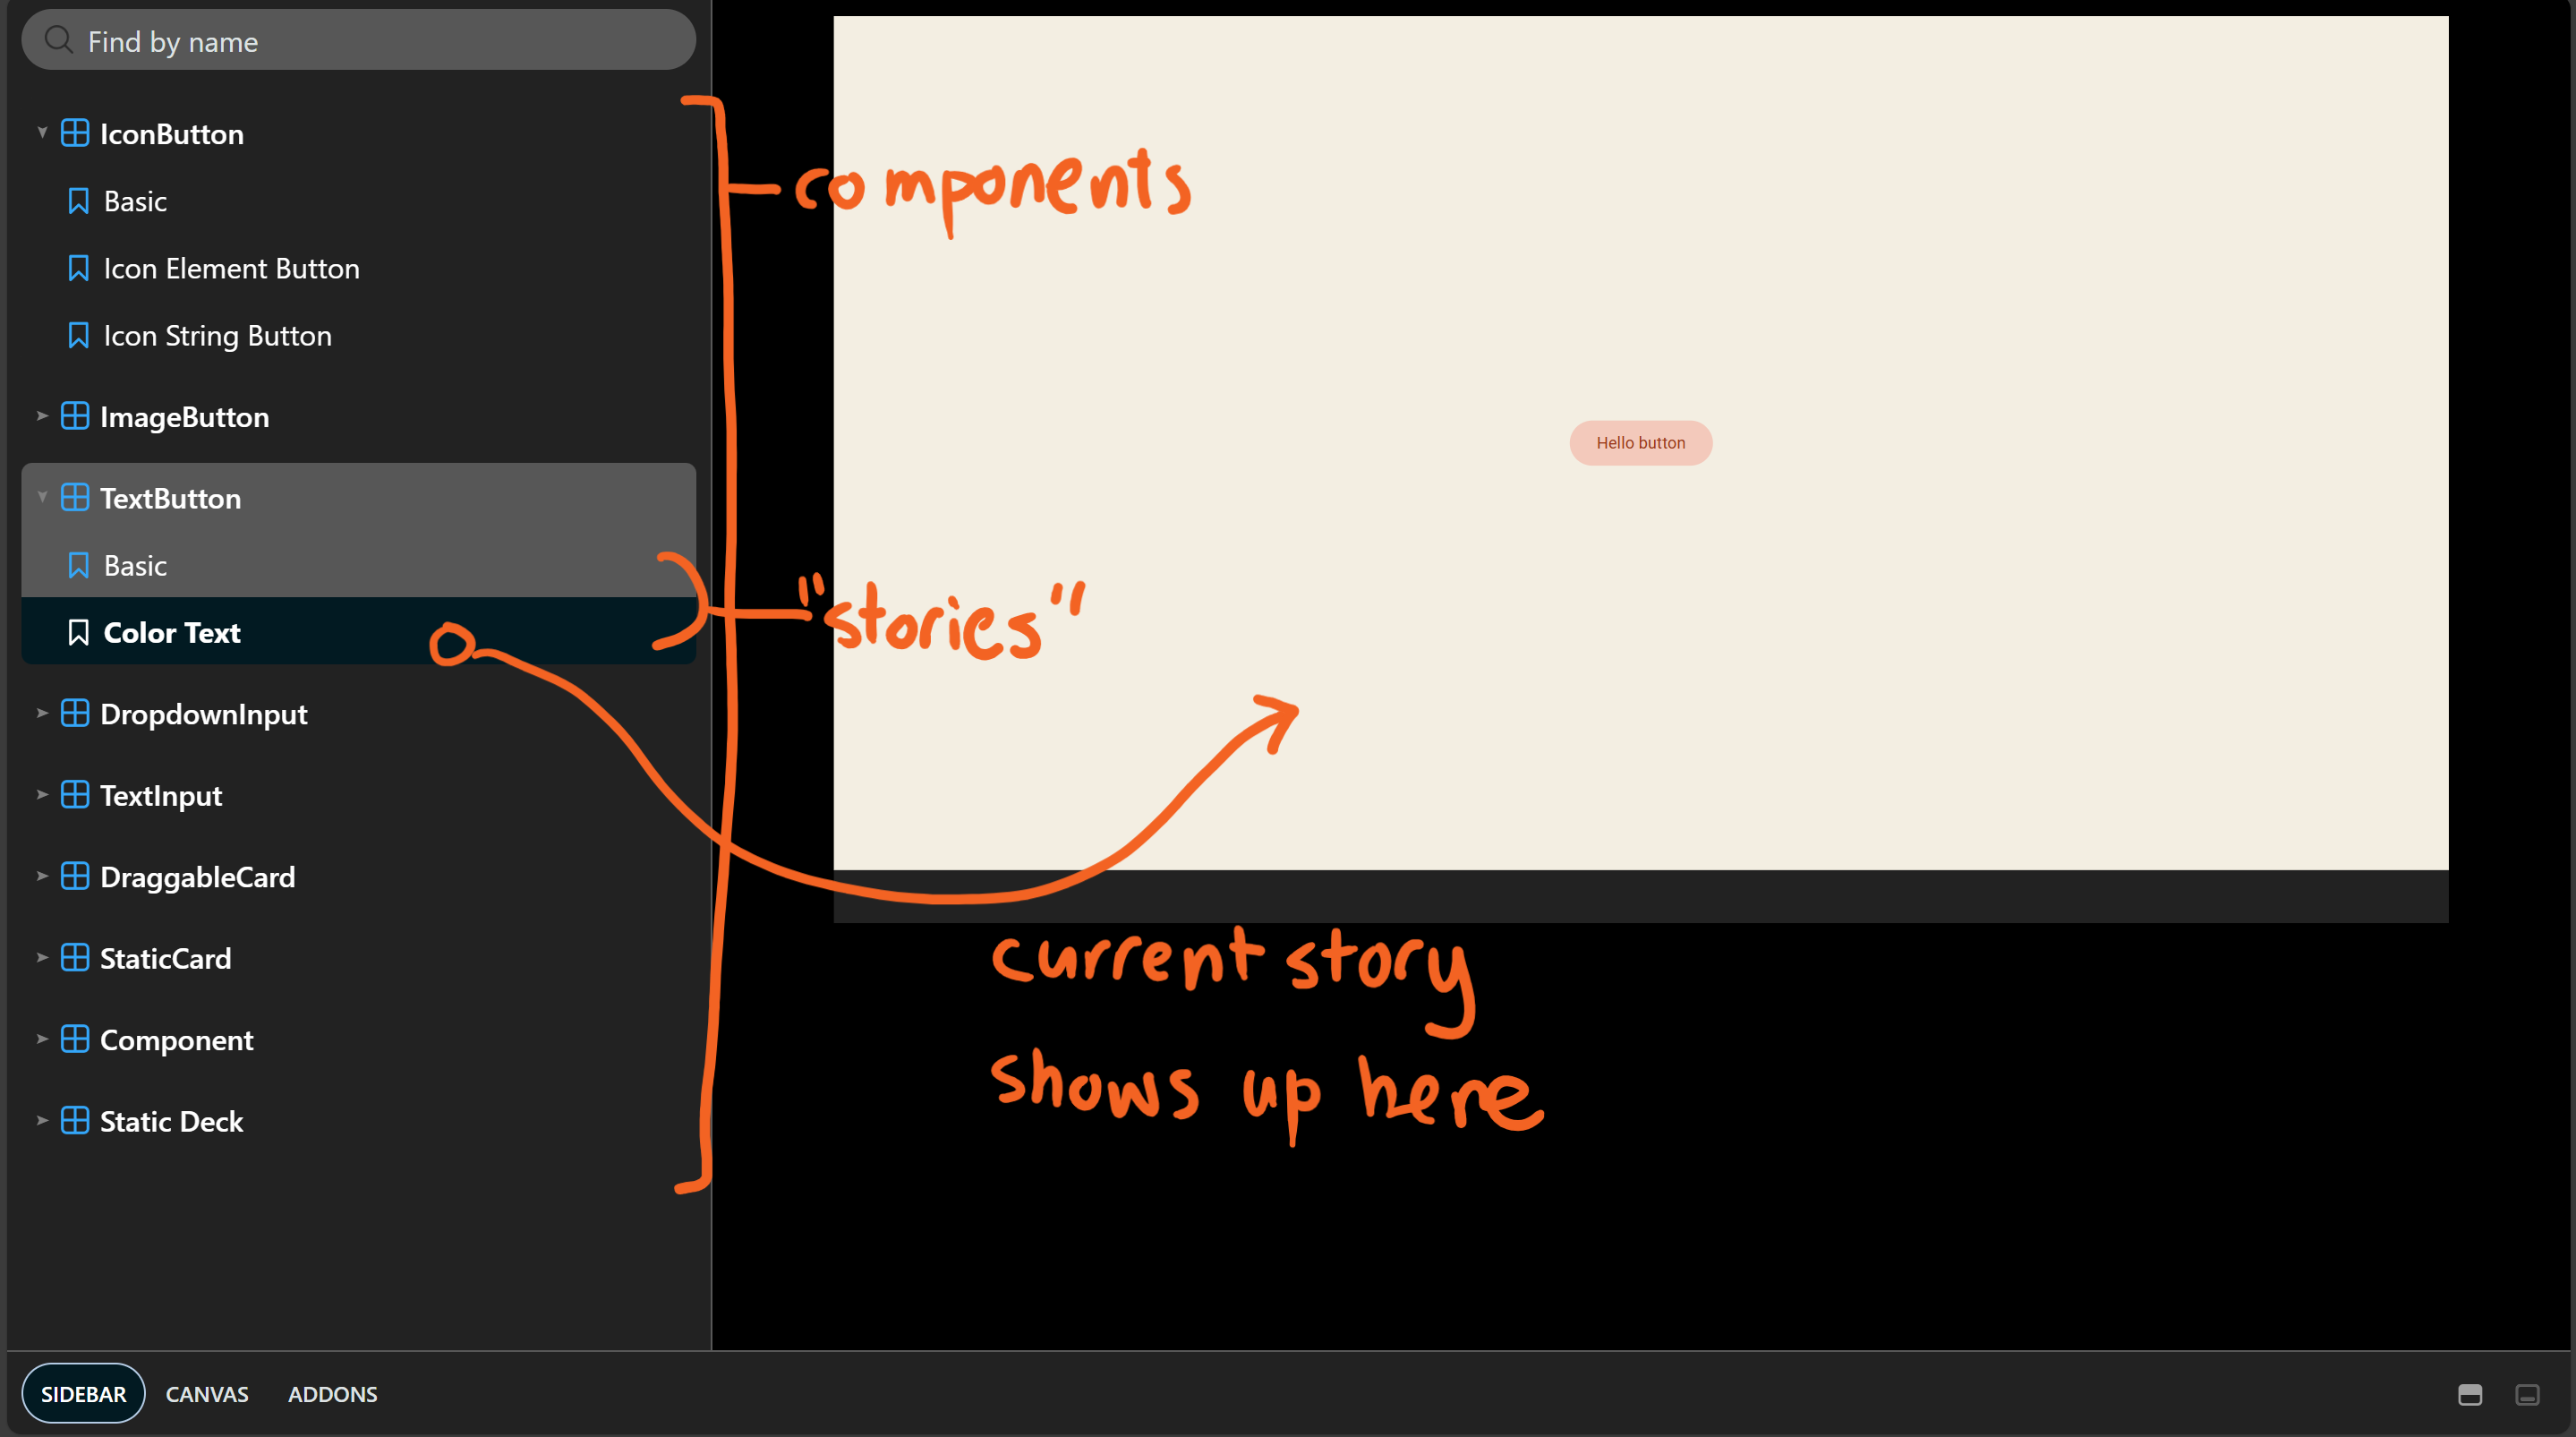 Find by name
IconButton
Basic
Icon Element Button
Icon String Button
ImageButton
TextButton
Basic
Color Text
DropdownInput
TextInput
DraggableCard
StaticCard
Component
Static Deck
components
Hello button
"stories"
current story
shows up here
SIDEBAR
CANVAS
ADDONS